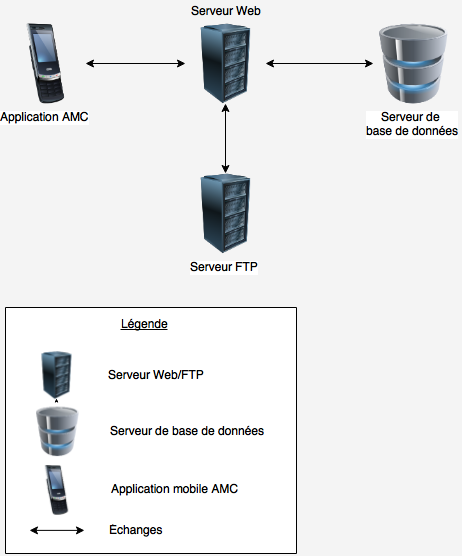 Serveur Web
Application AMC
Serveur de
base de données
Serveur FTP
Légende
Serveur Web/FTP
Serveur de base de données
Application mobile AMC
Echanges